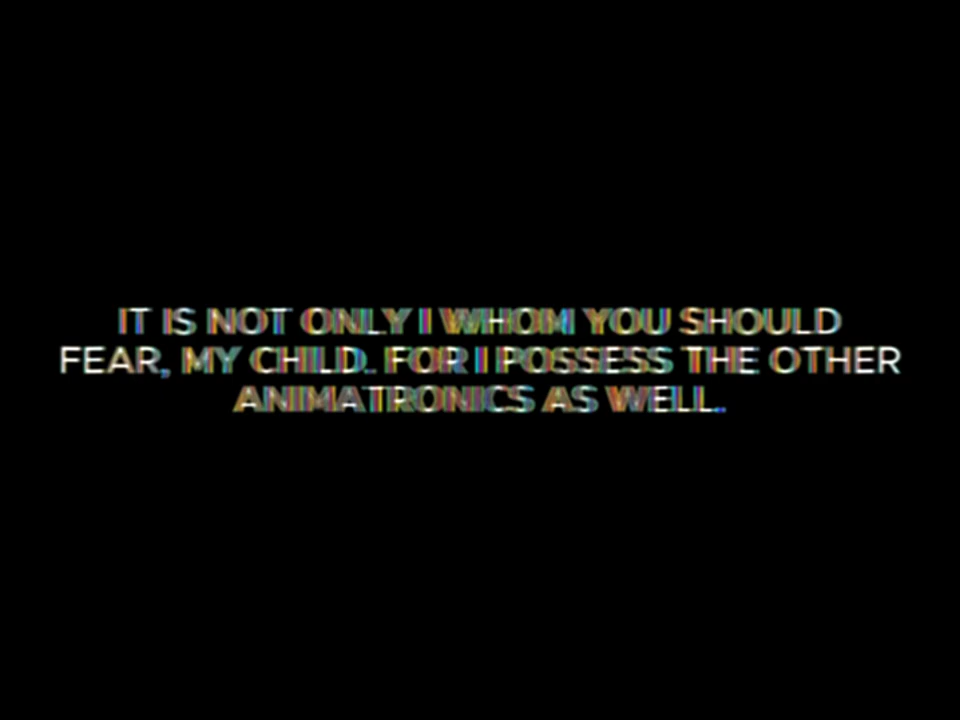 IT IS NOT ONLY I WHOM YOU SHOULD
FEAR, MY CHILD. FOR I POSSESS THE OTHER
ANIMATRONICS AS WELL.